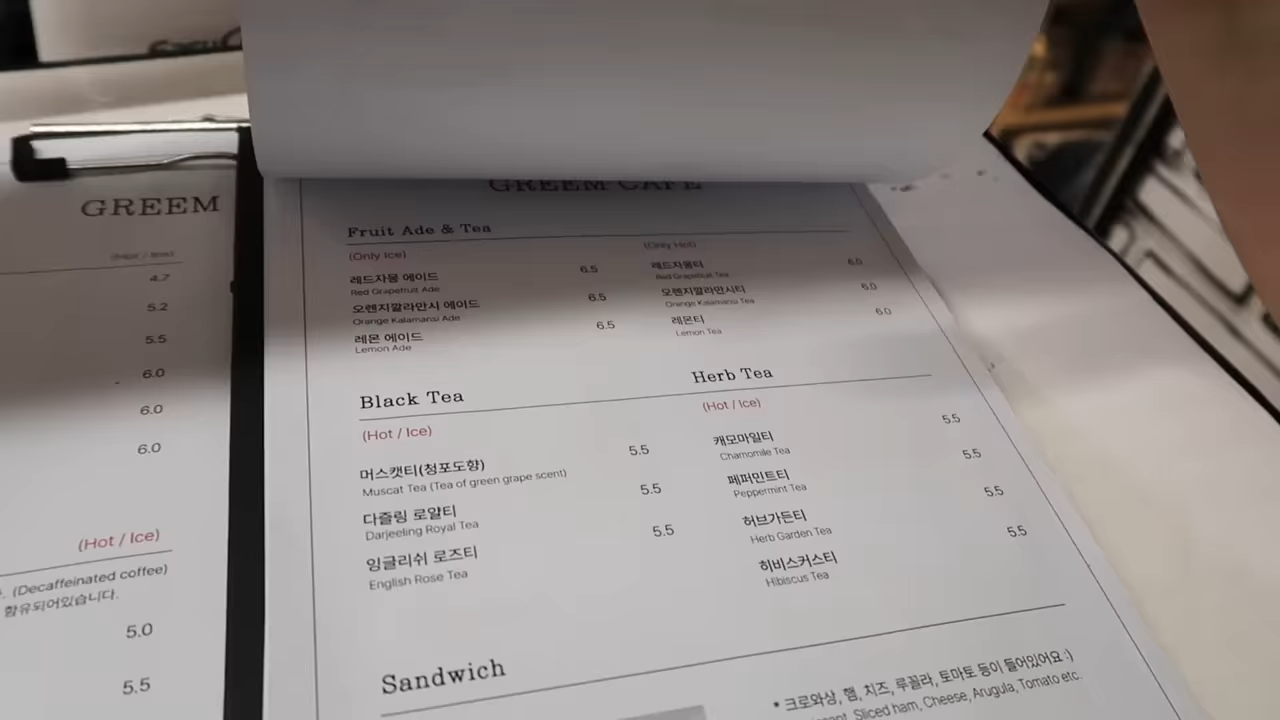 GREEM
(Hot / Iced)
4.7
5.2
5.5
6.0
6.0
6.0
(Hot / Ice)
(Decaffeinated coffee)
함유되어있습니다.
5.0
5.5
GREEM CAFE
Fruit Ade & Tea
(Only Ice)
레드자몽 에이드 6.5
Red Grapefruit Ade
오렌지깔라만시 에이드 6.5
Orange Kalamansi Ade
레몬 에이드 6.5
Lemon Ade
(Only Hot)
레드자몽티 6.0
Red Grapefruit Tea
오렌지깔라만시티 6.0
Orange Kalamansi Tea
레몬티 6.0
Lemon Tea
Black Tea
(Hot / Ice)
머스캣티(청포도향) 5.5
Muscat Tea (Tea of green grape scent)
다즐링 로얄티 5.5
Darjeeling Royal Tea
잉글리쉬 로즈티 5.5
English Rose Tea
Herb Tea
(Hot / Ice)
캐모마일티 5.5
Chamomile Tea
페퍼민트티 5.5
Peppermint Tea
허브가든티 5.5
Herb Garden Tea
히비스커스티 5.5
Hibiscus Tea
Sandwich
• 크로와상, 햄, 치즈, 루꼴라, 토마토 등이 들어있어요 :)
Sliced ham, Cheese, Arugula, Tomato etc.